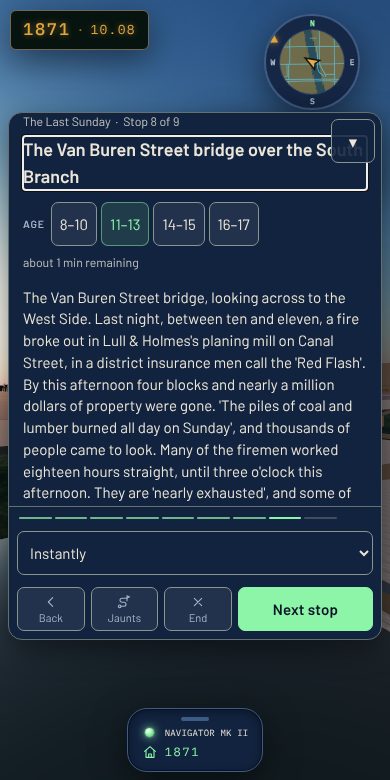 1871 · 10.08
N
W E
S
The Last Sunday · Stop 8 of 9
The Van Buren Street bridge over the South
Branch
▼
AGE 8–10 11–13 14–15 16–17
about 1 min remaining
The Van Buren Street bridge, looking across to the
West Side. Last night, between ten and eleven, a fire
broke out in Lull & Holmes's planing mill on Canal
Street, in a district insurance men call the 'Red Flash'.
By this afternoon four blocks and nearly a million
dollars of property were gone. 'The piles of coal and
lumber burned all day on Sunday', and thousands of
people came to look. Many of the firemen worked
eighteen hours straight, until three o'clock this
afternoon. They are 'nearly exhausted', and some of
Instantly
Back Jaunts End Next stop
NAVIGATOR MK II
1871